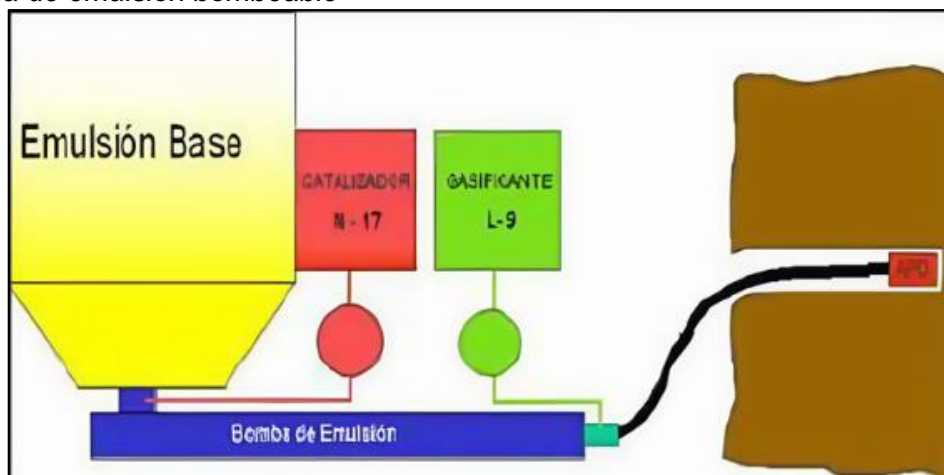 Emulsión Base
CATALIZADOR
N - 17
GASIFICANTE
L-9
APD
Bomba de Emulsión